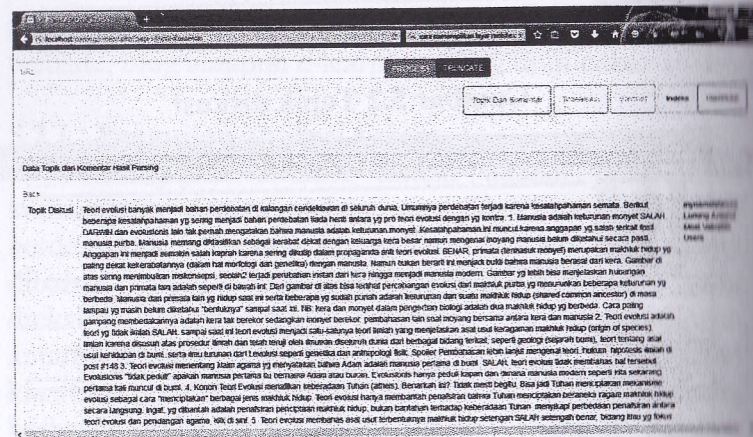 localhost
cara menampilkan layar
URL
PROCESS TRUNCATE
Topik Dan Komentar Tokenisasi Indeks
Data Topik dan Komentar Hasil Parsing
Back
Topik Diskusi Teori evolusi banyak menjadi bahan perdebatan di kalangan cendekiawan di seluruh dunia. Umumnya perdebatan terjadi karena kesalahpahaman semata. Berikut
beberapa kesalahpahaman yg sering menjadi bahan perdebatan tiada henti antara yg pro teori evolusi dengan yg kontra. 1. Manusia adalah keturunan monyet SALAH.
DARWIN dan evolusionis lain tak pernah mengatakan bahwa manusia adalah keturunan monyet. Kesalahpahaman ini muncul karena anggapan yg salah terkait fosil
manusia purba. Manusia memang diklasifikan sebagai kerabat dekat dengan keluarga kera besar namun mengenai moyang manusia belum diketahui secara pasti.
Anggapan ini menjadi semakin salah kaprah karena sering dikutip dalam propaganda anti teori evolusi. BENAR, primata (termasuk monyet) merupakan makhluk hidup yg
paling dekat kekerabatannya (dalam hal morfologi dan genetika) dengan manusia. Namun bukan berarti ini menjadi bukti bahwa manusia berasal dari kera. Gambar di
atas sering menimbulkan miskonsepsi, seolah2 terjadi perubahan instan dari kera hingga menjadi manusia modern. Gambar yg lebih bisa menjelaskan hubungan
manusia dan primata lain adalah seperti di bawah ini: Dari gambar di atas bisa terlihat percabangan evolusi dari makhluk purba yg menurunkan beberapa keturunan yg
berbeda. Manusia dan primata lain yg hidup saat ini serta beberapa yg sudah punah adalah keturunan dari suatu makhluk hidup (shared common ancestor) di masa
lampau yg masih belum diketahui "bentuknya" sampai saat ini. NB: kera dan monyet dalam pengertian biologi adalah dua makhluk hidup yg berbeda. Cara paling
gampang membedakannya adalah kera tak berekor sedangkan monyet berekor. pembahasan lain soal moyang bersama antara kera dan manusia 2. Teori evolusi adalah
teori yg tidak ilmiah SALAH. sampai saat ini teori evolusi menjadi satu-satunya teori ilmiah yang menjelaskan asal usul keragaman makhluk hidup (origin of species).
Ilmiah karena disusun atas prosedur ilmiah dan telah teruji oleh ilmuwan diseluruh dunia dari berbagai bidang terkait, seperti geologi (sejarah bumi), teori tentang asal
usul kehidupan di bumi, serta ilmu turunan dari Evolusi seperti genetika dan antropologi fisik. Spoiler Pembahasan lebih lanjut mengenai teori, hukum, hipotesis ilmiah di
post #148 3. Teori evolusi menentang dalam agama yg menyatakan bahwa Adam adalah manusia pertama di bumi. SALAH, teori evolusi tidak membahas hal tersebut.
Evolusionis "tidak peduli" apakah manusia pertama itu bernama Adam atau bukan. Evolusionis hanya peduli kapan dan dimana manusia modern seperti kita sekarang
pertama kali muncul di bumi. 4. Konon Teori Evolusi menafikan keberadaan Tuhan (atheis). Benarkah ini? Tidak mesti begitu. Bisa jadi Tuhan menciptakan mekanisme
evolusi sebagai cara "menciptakan" berbagai jenis makhluk hidup. Teori evolusi hanya membantah penafsiran bahwa Tuhan menciptakan beraneka ragam makhluk hidup
secara langsung. Ingat, yg dibantah adalah penafsiran penciptaan makhluk hidup, bukan bantahan terhadap keberadaan Tuhan. Menyikapi perbedaan penafsiran antara
teori evolusi dan pandangan agama. klik di sini! 5. Teori evolusi membahas asal usul terbentuknya makhluk hidup setengah SALAH setengah benar, bidang ilmu yg fokus